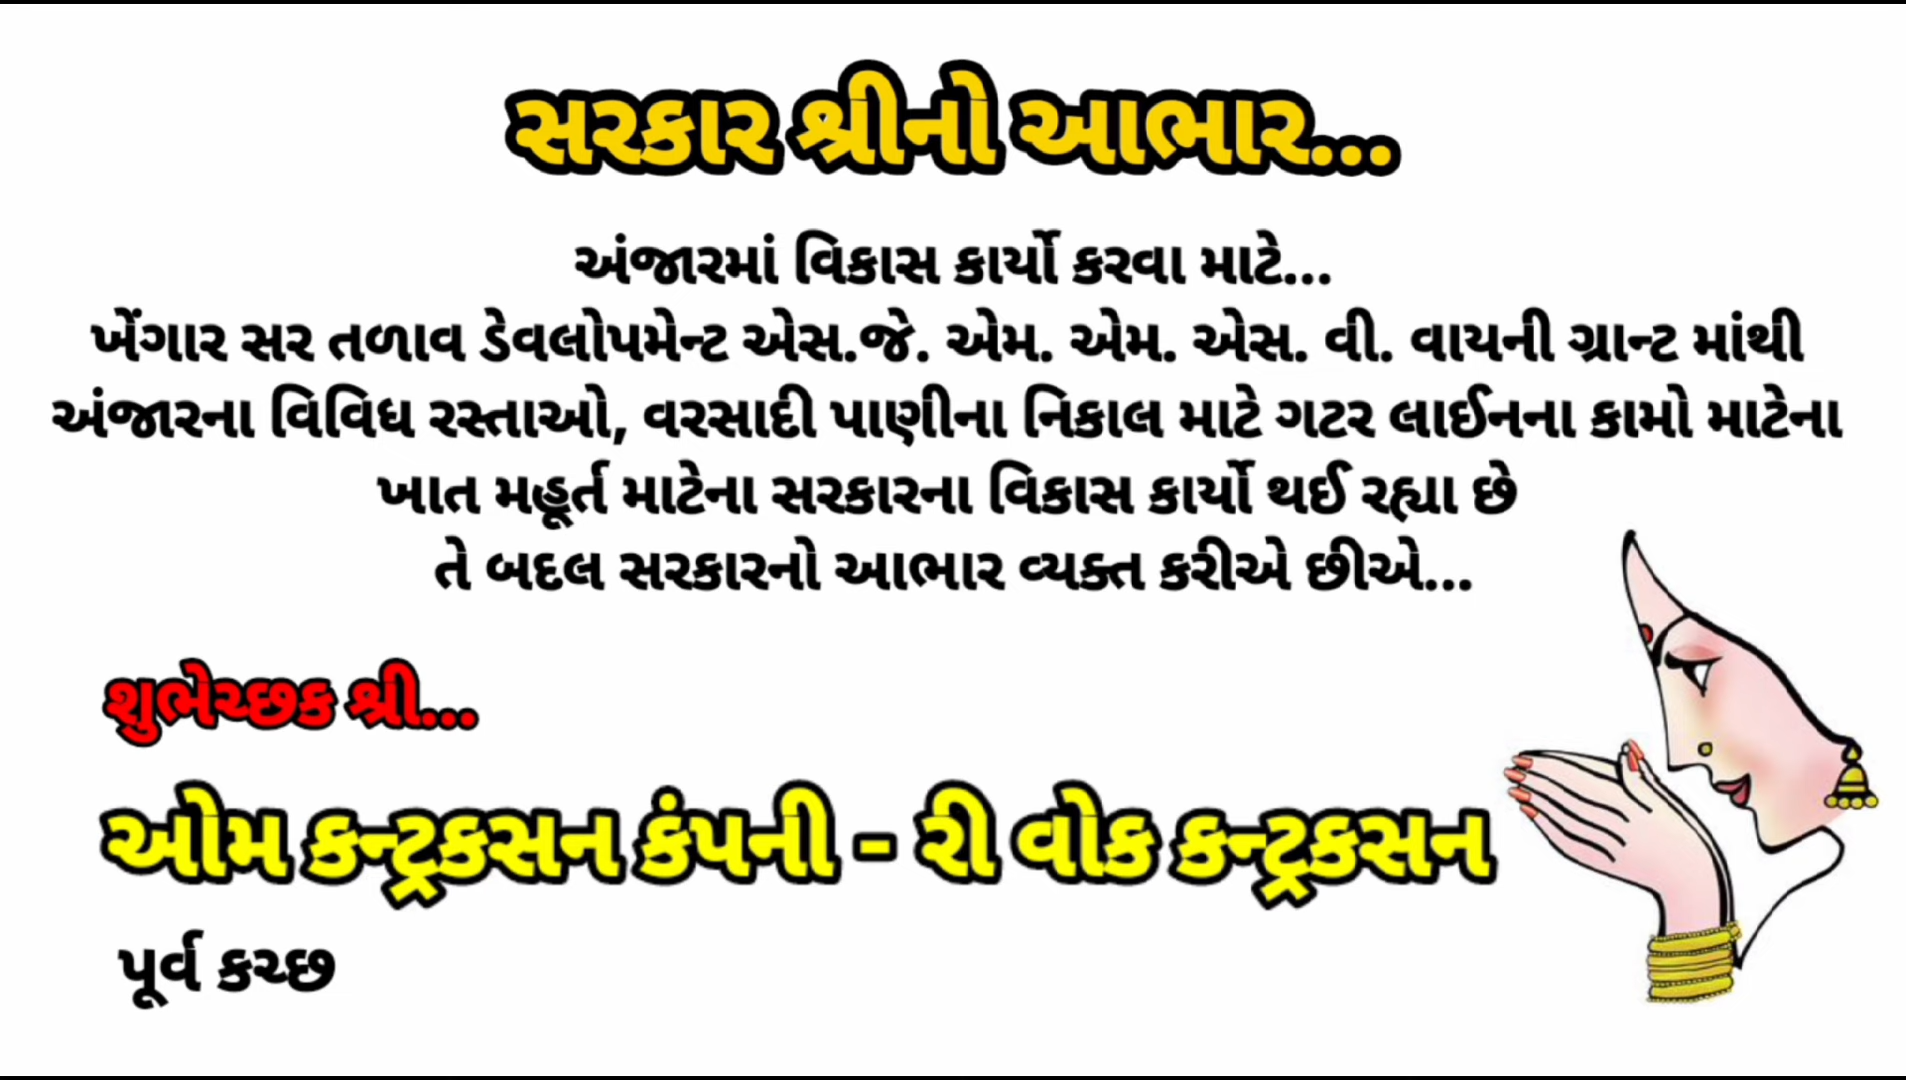 સરકાર શ્રીનો આભાર...
અંજારમાં વિકાસ કાર્યો કરવા માટે...
ખેંગાર સર તળાવ ડેવલોપમેન્ટ એસ.જે. એમ. એમ. એસ. વી. વાયની ગ્રાન્ટ માંથી
અંજારના વિવિધ રસ્તાઓ, વરસાદી પાણીના નિકાલ માટે ગટર લાઈનના કામો માટેના
ખાત મહૂર્ત માટેના સરકારના વિકાસ કાર્યો થઈ રહ્યા છે
તે બદલ સરકારનો આભાર વ્યક્ત કરીએ છીએ...
શુભેચ્છક શ્રી...
ઓમ કન્ટ્રકસન કંપની - રી વોક કન્ટ્રકસન
પૂર્વ કચ્છ